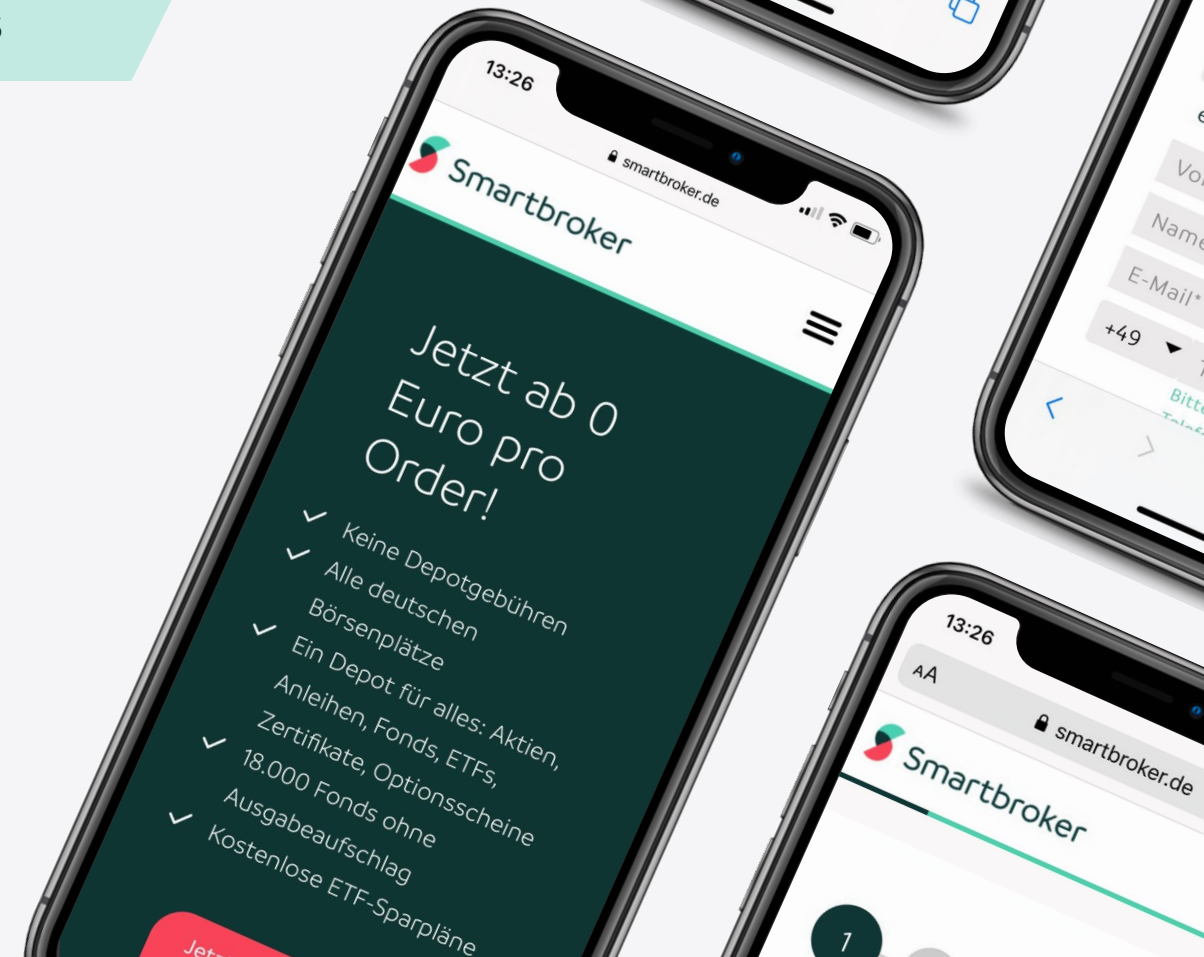 13:26
smartbroker.de
Smartbroker
Jetzt ab 0
Euro pro
Order!
Keine Depotgebühren
Alle deutschen
Börsenplätze
Ein Depot für alles: Aktien,
Anleihen, Fonds, ETFs,
Zertifikate, Optionsscheine
18.000 Fonds ohne
Ausgabeaufschlag
Kostenlose ETF-Sparpläne
Name
E-Mail*
+49
13:26
AA
smartbroker.de
Smartbroker
1